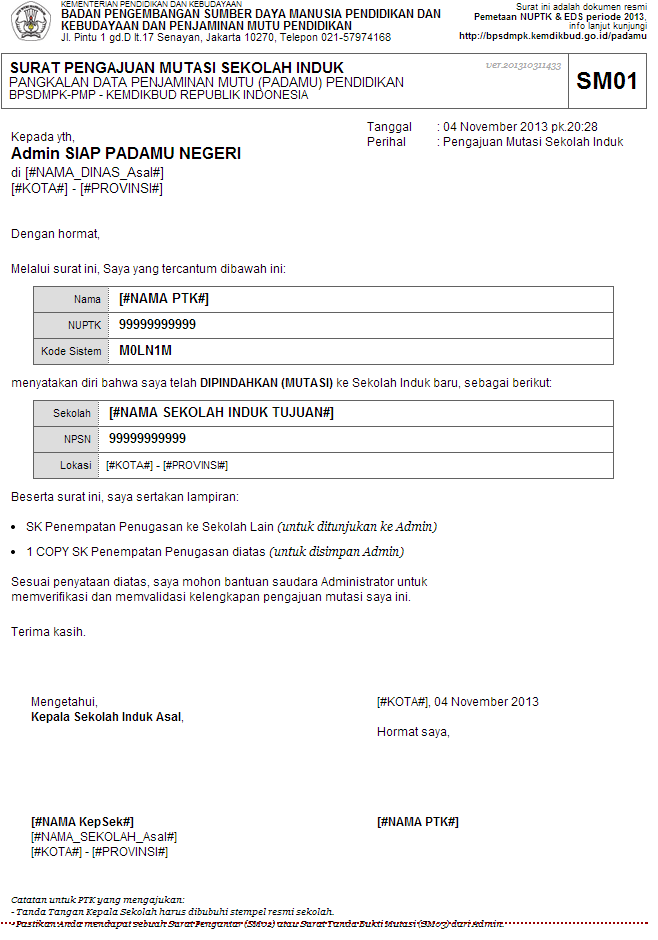 KEMENTERIAN PENDIDIKAN DAN KEBUDAYAAN
BADAN PENGEMBANGAN SUMBER DAYA MANUSIA PENDIDIKAN DAN
KEBUDAYAAN DAN PENJAMINAN MUTU PENDIDIKAN
Jl. Pintu 1 gd.D lt.17 Senayan, Jakarta 10270, Telepon 021-57974168
Surat ini adalah dokumen resmi
Pemetaan NUPTK & EDS periode 2013,
info lanjut kunjungi
http://bpsdmpk.kemdikbud.go.id/padamu
SURAT PENGAJUAN MUTASI SEKOLAH INDUK
PANGKALAN DATA PENJAMINAN MUTU (PADAMU) PENDIDIKAN
BPSDMPK-PMP - KEMDIKBUD REPUBLIK INDONESIA
ver.201310311433
SM01
Tanggal : 04 November 2013 pk.20:28
Perihal : Pengajuan Mutasi Sekolah Induk
Kepada yth,
Admin SIAP PADAMU NEGERI
di [#NAMA_DINAS_Asal#]
[#KOTA#] - [#PROVINSI#]
Dengan hormat,
Melalui surat ini, Saya yang tercantum dibawah ini:
Nama [#NAMA PTK#]
NUPTK 99999999999
Kode Sistem M0LN1M
menyatakan diri bahwa saya telah DIPINDAHKAN (MUTASI) ke Sekolah Induk baru, sebagai berikut:
Sekolah [#NAMA SEKOLAH INDUK TUJUAN#]
NPSN 99999999999
Lokasi [#KOTA#] - [#PROVINSI#]
Beserta surat ini, saya sertakan lampiran:
• SK Penempatan Penugasan ke Sekolah Lain (untuk ditunjukan ke Admin)
• 1 COPY SK Penempatan Penugasan diatas (untuk disimpan Admin)
Sesuai penyataan diatas, saya mohon bantuan saudara Administrator untuk
memverifikasi dan memvalidasi kelengkapan pengajuan mutasi saya ini.
Terima kasih.
Mengetahui,
Kepala Sekolah Induk Asal,
[#KOTA#], 04 November 2013
Hormat saya,
[#NAMA KepSek#]
[#NAMA_SEKOLAH_Asal#]
[#KOTA#] - [#PROVINSI#]
[#NAMA PTK#]
Catatan untuk PTK yang mengajukan:
- Tanda Tangan Kepala Sekolah harus dibubuhi stempel resmi sekolah.
- Pastikan Anda mendapat sebuah Surat Pengantar (SM02) atau Surat Tanda Bukti Mutasi (SM03) dari Admin.